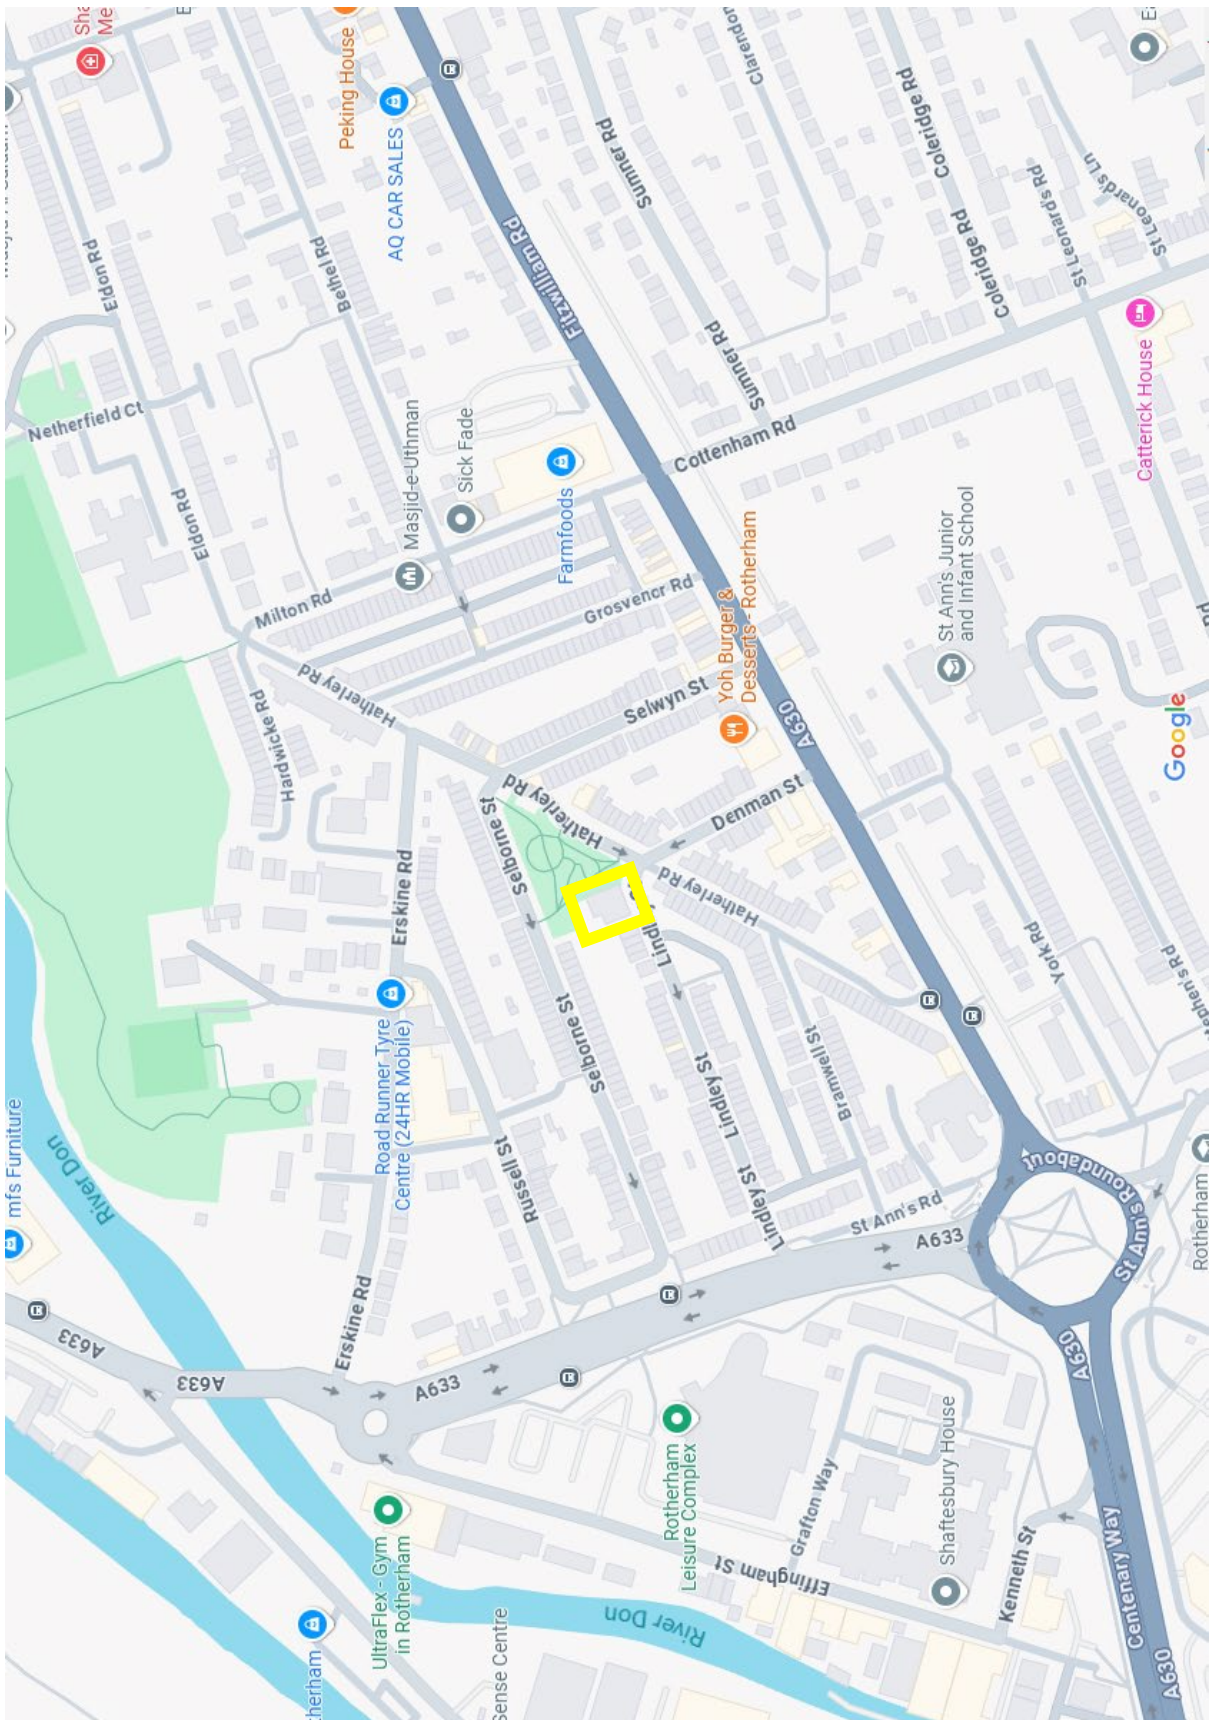 Peking House
AQ CAR SALES
Fitzwilliam Rd
Sumner Rd
Sumner Rd
Coleridge Rd
Coleridge Rd
St Leonard's Rd
St Leonard's Ln
Catterick House
Cottenham Rd
Eldon Rd
Eldon Rd
Bethel Rd
Netherfield Ct
Masjid-e-Uthman
Sick Fade
Farmfoods
Milton Rd
Grosvenor Rd
Hatherley Rd
Hardwicke Rd
Selwyn St
Yoh Burger &
Desserts - Rotherham
A630
St Ann's Junior
and Infant School
Google
Hatherley Rd
Denman St
Selborne St
Erskine Rd
Hatherley Rd
York Rd
Road Runner Tyre
Centre (24HR Mobile)
Selborne St
Lindley St
Bramwell St
Russell St
Lindley St
St Ann's Rd
A633
St Ann's Roundabout
Rotherham
mfs Furniture
River Don
Erskine Rd
A633
A633
A633
A630
UltraFlex - Gym
in Rotherham
Rotherham
Leisure Complex
Grafton Way
Shaftesbury House
Effingham St
Kenneth St
River Don
Centenary Way
A630